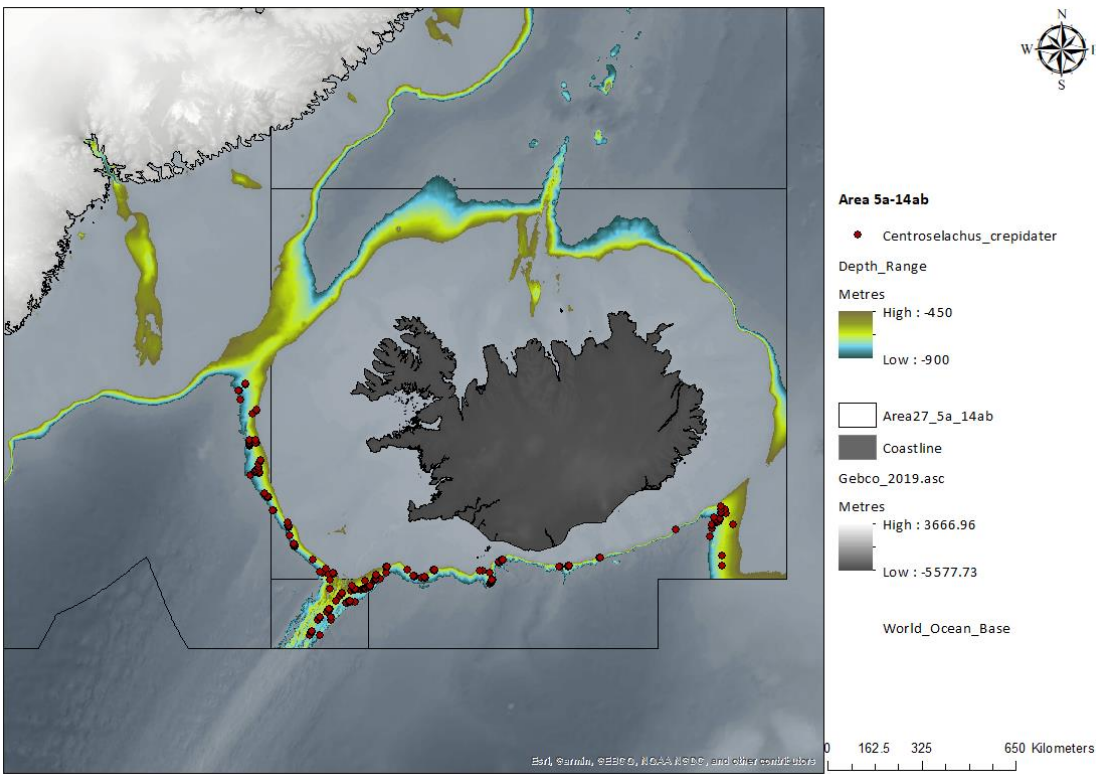 N
W
E
S
Area 5a-14ab
Centroselachus_crepidater
Depth_Range
Metres
High : -450
Low : -900
Area27_5a_14ab
Coastline
Gebco_2019.asc
Metres
High : 3666.96
Low : -5577.73
World_Ocean_Base
0 162.5 325 650 Kilometers
Esri, Garmin, GEBCO, NOAA NGDC, and other contributors